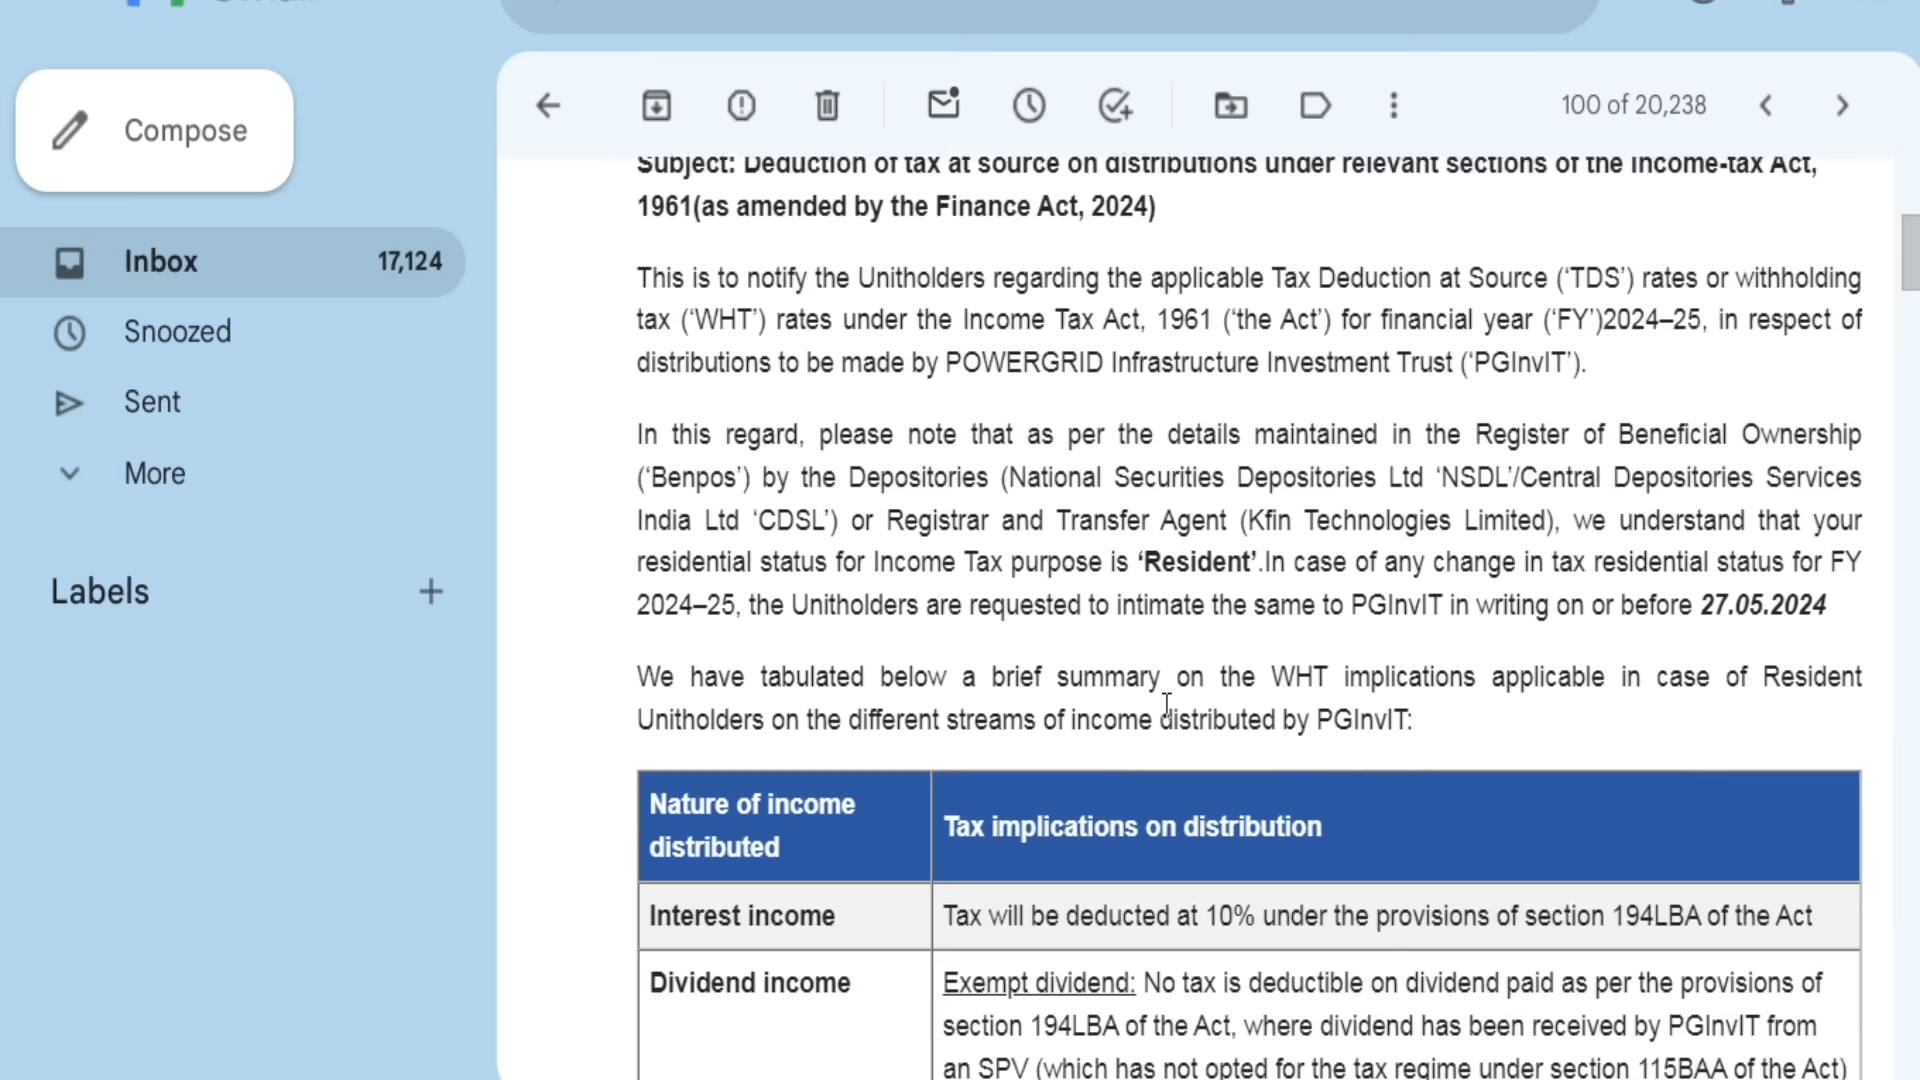 Compose
100 of 20,238
Inbox 17,124
Snoozed
Sent
More
Labels
Subject: Deduction of tax at source on distributions under relevant sections of the Income-tax Act,
1961(as amended by the Finance Act, 2024)
This is to notify the Unitholders regarding the applicable Tax Deduction at Source (‘TDS’) rates or withholding
tax (‘WHT’) rates under the Income Tax Act, 1961 (‘the Act’) for financial year (‘FY’)2024–25, in respect of
distributions to be made by POWERGRID Infrastructure Investment Trust (‘PGInvIT’).
In this regard, please note that as per the details maintained in the Register of Beneficial Ownership
(‘Benpos’) by the Depositories (National Securities Depositories Ltd ‘NSDL’/Central Depositories Services
India Ltd ‘CDSL’) or Registrar and Transfer Agent (Kfin Technologies Limited), we understand that your
residential status for Income Tax purpose is ‘Resident’.In case of any change in tax residential status for FY
2024–25, the Unitholders are requested to intimate the same to PGInvIT in writing on or before 27.05.2024
We have tabulated below a brief summary on the WHT implications applicable in case of Resident
Unitholders on the different streams of income distributed by PGInvIT:
Nature of income
distributed
Tax implications on distribution
Interest income
Tax will be deducted at 10% under the provisions of section 194LBA of the Act
Dividend income
Exempt dividend: No tax is deductible on dividend paid as per the provisions of
section 194LBA of the Act, where dividend has been received by PGInvIT from
an SPV (which has not opted for the tax regime under section 115BAA of the Act)